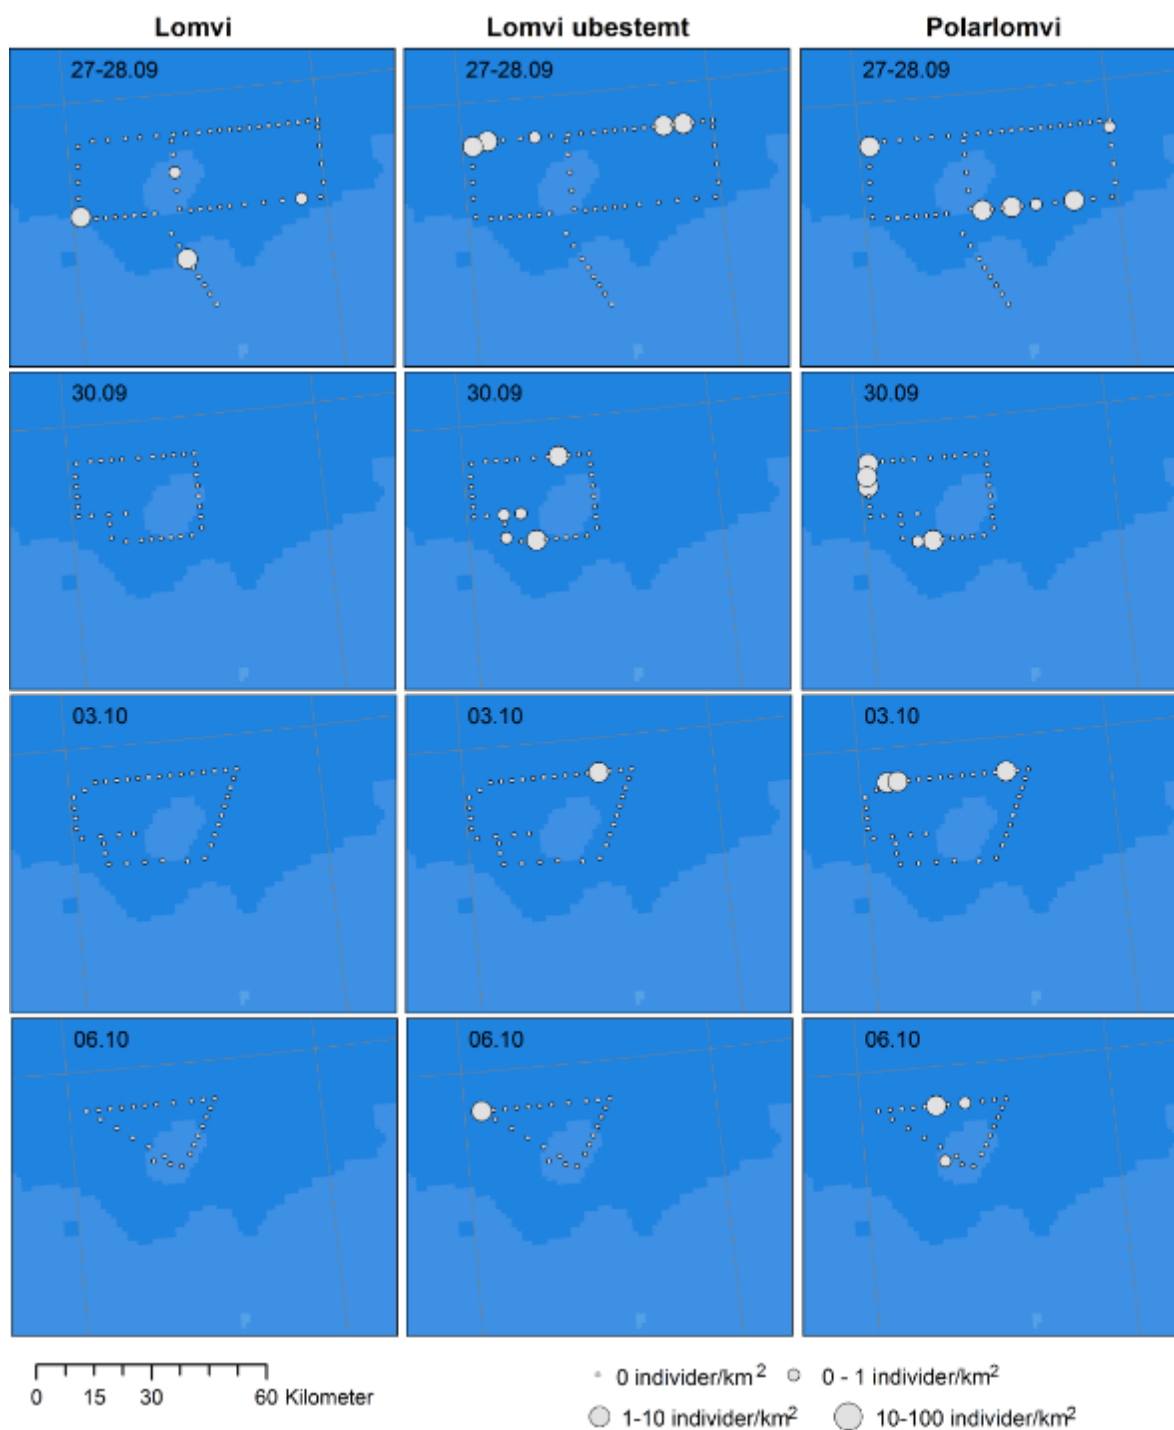 Lomvi
Lomvi ubestemt
Polarlomvi
27-28.09
27-28.09
27-28.09
30.09
30.09
30.09
03.10
03.10
03.10
06.10
06.10
06.10
0 15 30 60 Kilometer
0 individer/km²
0 - 1 individer/km²
1-10 individer/km²
10-100 individer/km²